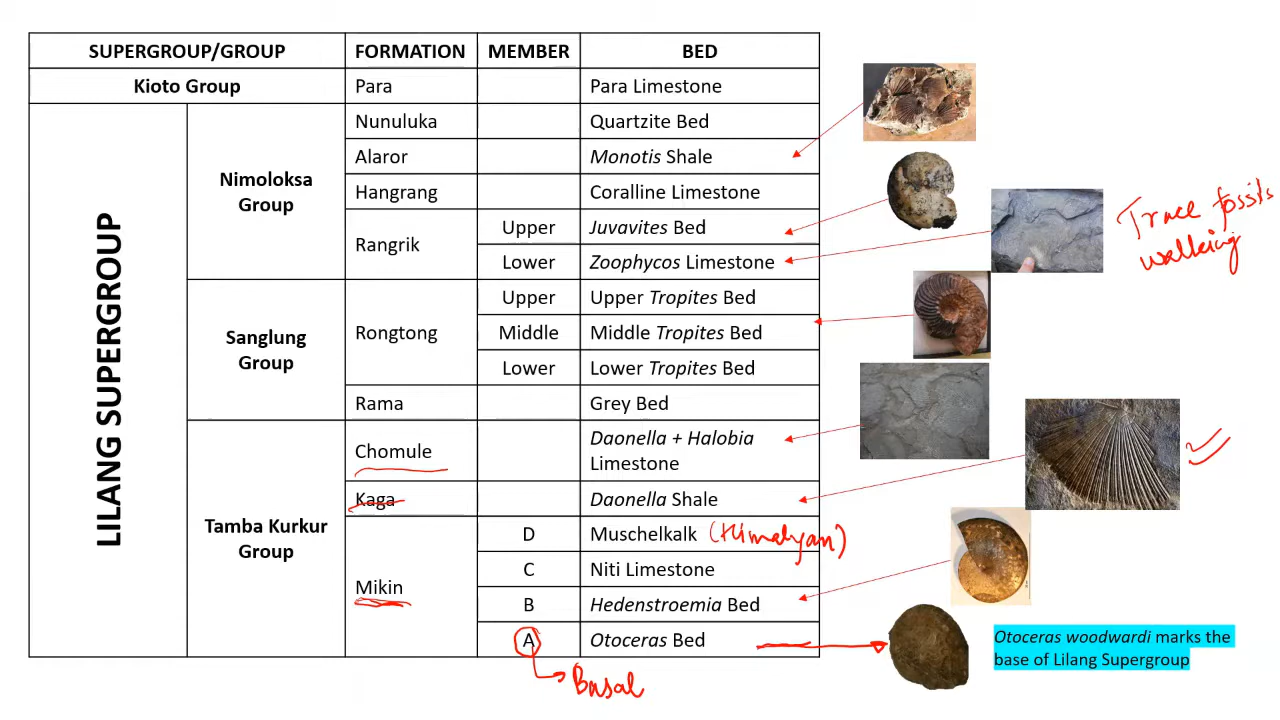 SUPERGROUP/GROUP FORMATION MEMBER BED
Kioto Group Para Para Limestone
LILANG SUPERGROUP
Nimoloksa
Group
Nunuluka Quartzite Bed
Alaror Monotis Shale
Hangrang Coralline Limestone
Rangrik
Upper Juvavites Bed
Lower Zoophycos Limestone
Sanglung
Group
Rongtong
Upper Upper Tropites Bed
Middle Middle Tropites Bed
Lower Lower Tropites Bed
Rama Grey Bed
Tamba Kurkur
Group
Chomule
Daonella + Halobia
Limestone
Kaga Daonella Shale
Mikin
D Muschelkalk (Himalyan)
C Niti Limestone
B Hedenstroemia Bed
A Otoceras Bed
Basal
Trace fossils
walking
Otoceras woodwardi marks the
base of Lilang Supergroup